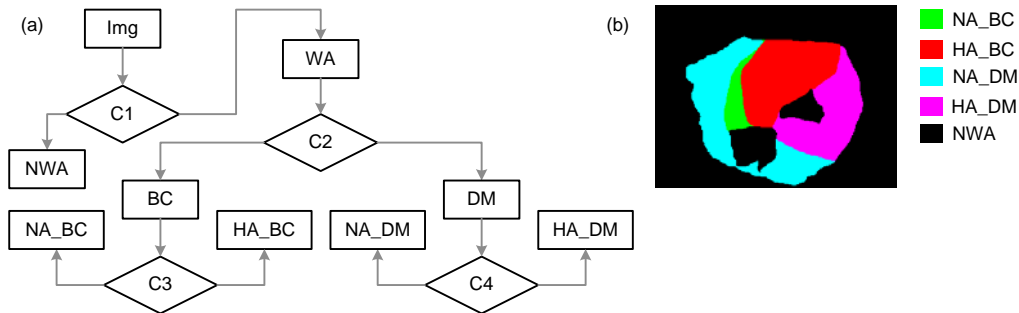 (a)
Img
WA
C1
C2
NWA
BC
DM
NA_BC
HA_BC
NA_DM
HA_DM
C3
C4
(b)
NA_BC
HA_BC
NA_DM
HA_DM
NWA